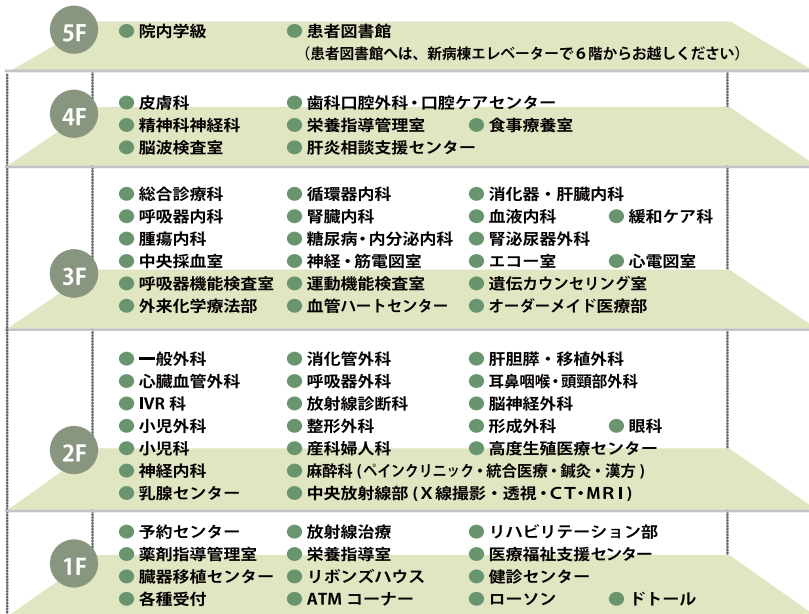 5F
● 院内学級 ● 患者図書館
(患者図書館へは、新病棟エレベーターで6階からお越しください)
4F
● 皮膚科 ● 歯科口腔外科・口腔ケアセンター
● 精神科神経科 ● 栄養指導管理室 ● 食事療養室
● 脳波検査室 ● 肝炎相談支援センター
3F
● 総合診療科 ● 循環器内科 ● 消化器・肝臓内科
● 呼吸器内科 ● 腎臓内科 ● 血液内科 ● 緩和ケア科
● 腫瘍内科 ● 糖尿病・内分泌内科 ● 腎泌尿器外科
● 中央採血室 ● 神経・筋電図室 ● エコー室 ● 心電図室
● 呼吸器機能検査室 ● 運動機能検査室 ● 遺伝カウンセリング室
● 外来化学療法部 ● 血管ハートセンター ● オーダーメイド医療部
2F
● 一般外科 ● 消化管外科 ● 肝胆膵・移植外科
● 心臓血管外科 ● 呼吸器外科 ● 耳鼻咽喉・頭頸部外科
● IVR 科 ● 放射線診断科 ● 脳神経外科
● 小児外科 ● 整形外科 ● 形成外科 ● 眼科
● 小児科 ● 産科婦人科 ● 高度生殖医療センター
● 神経内科 ● 麻酔科 (ペインクリニック・統合医療・鍼灸・漢方)
● 乳腺センター ● 中央放射線部 (X線撮影・透視・CT・MRI)
1F
● 予約センター ● 放射線治療 ● リハビリテーション部
● 薬剤指導管理室 ● 栄養指導室 ● 医療福祉支援センター
● 臓器移植センター ● リボンズハウス ● 健診センター
● 各種受付 ● ATM コーナー ● ローソン ● ドトール